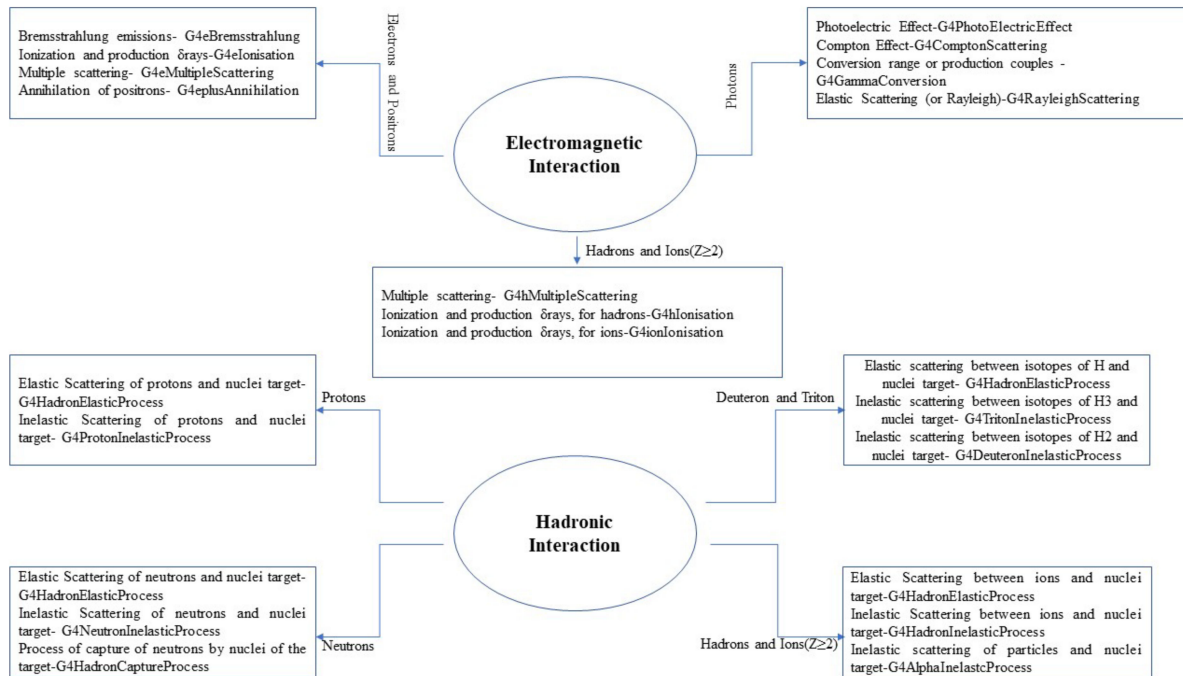 Bremsstrahlung emissions- G4eBremsstrahlung
Ionization and production δrays-G4eIonisation
Multiple scattering- G4eMultipleScattering
Annihilation of positrons- G4eplusAnnihilation
Electrons and Positrons
Photons
Photoelectric Effect-G4PhotoElectricEffect
Compton Effect-G4ComptonScattering
Conversion range or production couples -
G4GammaConversion
Elastic Scattering (or Rayleigh)-G4RayleighScattering
Electromagnetic
Interaction
Hadrons and Ions(Z≥2)
Multiple scattering- G4hMultipleScattering
Ionization and production δrays, for hadrons-G4hIonisation
Ionization and production δrays, for ions-G4ionIonisation
Elastic Scattering of protons and nuclei target-
G4HadronElasticProcess
Inelastic Scattering of protons and nuclei
target- G4ProtonInelasticProcess
Protons
Deuteron and Triton
Elastic scattering between isotopes of H and
nuclei target- G4HadronElasticProcess
Inelastic scattering between isotopes of H3 and
nuclei target- G4TritonInelasticProcess
Inelastic scattering between isotopes of H2 and
nuclei target- G4DeuteronInelasticProcess
Hadronic
Interaction
Elastic Scattering of neutrons and nuclei target-
G4HadronElasticProcess
Inelastic Scattering of neutrons and nuclei
target- G4NeutronInelasticProcess
Process of capture of neutrons by nuclei of the
target-G4HadronCaptureProcess
Neutrons
Hadrons and Ions(Z≥2)
Elastic Scattering between ions and nuclei
target-G4HadronElasticProcess
Inelastic Scattering between ions and nuclei
target-G4HadronInelasticProcess
Inelastic scattering of particles and nuclei
target-G4AlphaInelastcProcess